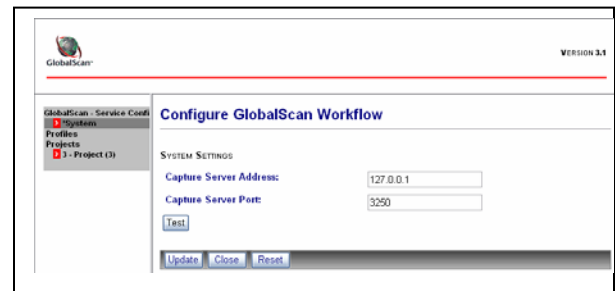 GlobalScan™
VERSION 3.1
GlobalScan - Service Confi
*System
Profiles
Projects
3 - Project (3)
Configure GlobalScan Workflow
SYSTEM SETTINGS
Capture Server Address: 127.0.0.1
Capture Server Port: 3250
Test
Update Close Reset